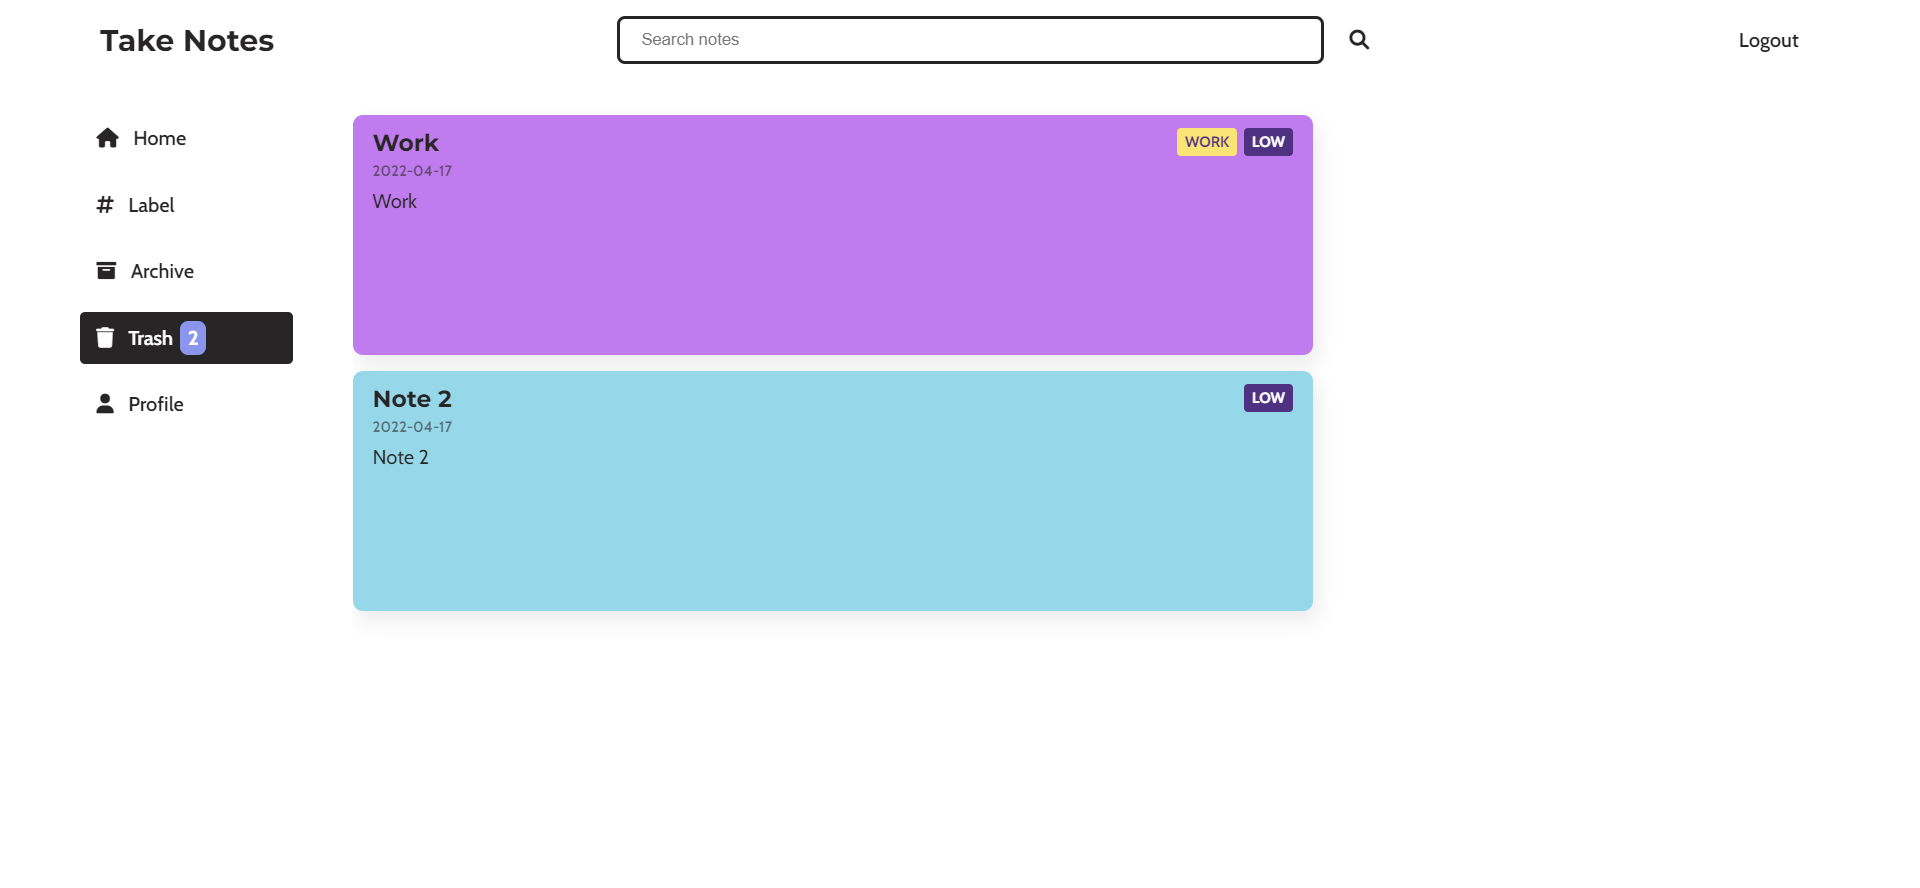 Take Notes
Search notes
Logout
Home
Label
Archive
Trash 2
Profile
Work
WORK LOW
2022-04-17
Work
Note 2
LOW
2022-04-17
Note 2